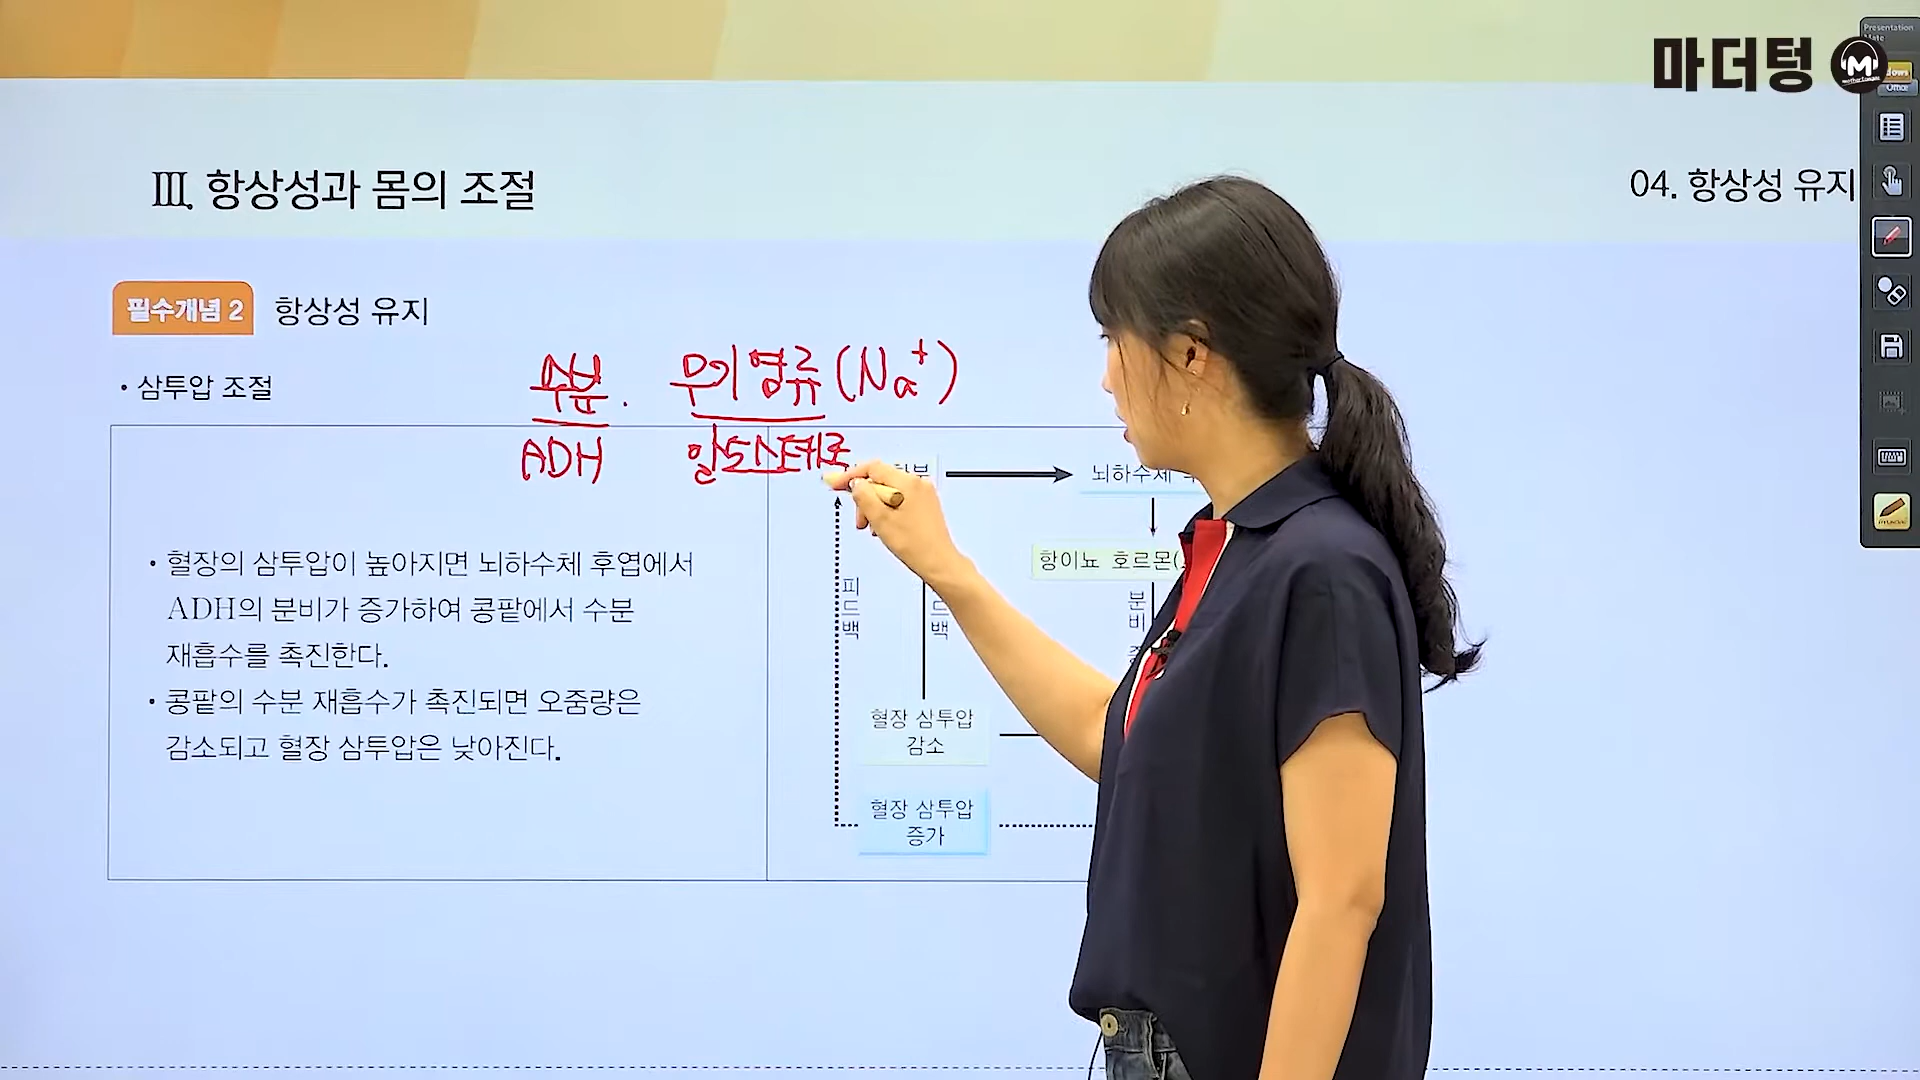 마더텅
Presentation
Mate
Office
Ⅲ. 항상성과 몸의 조절
04. 항상성 유지
필수개념 2 항상성 유지
수분. 무기염류(Na+)
• 삼투압 조절
ADH 알도스테론
뇌하수체
항이뇨 호르몬(
• 혈장의 삼투압이 높아지면 뇌하수체 후엽에서
ADH의 분비가 증가하여 콩팥에서 수분
재흡수를 촉진한다.
• 콩팥의 수분 재흡수가 촉진되면 오줌량은
감소되고 혈장 삼투압은 낮아진다.
피드백
드백
분비
혈장 삼투압
감소
혈장 삼투압
증가